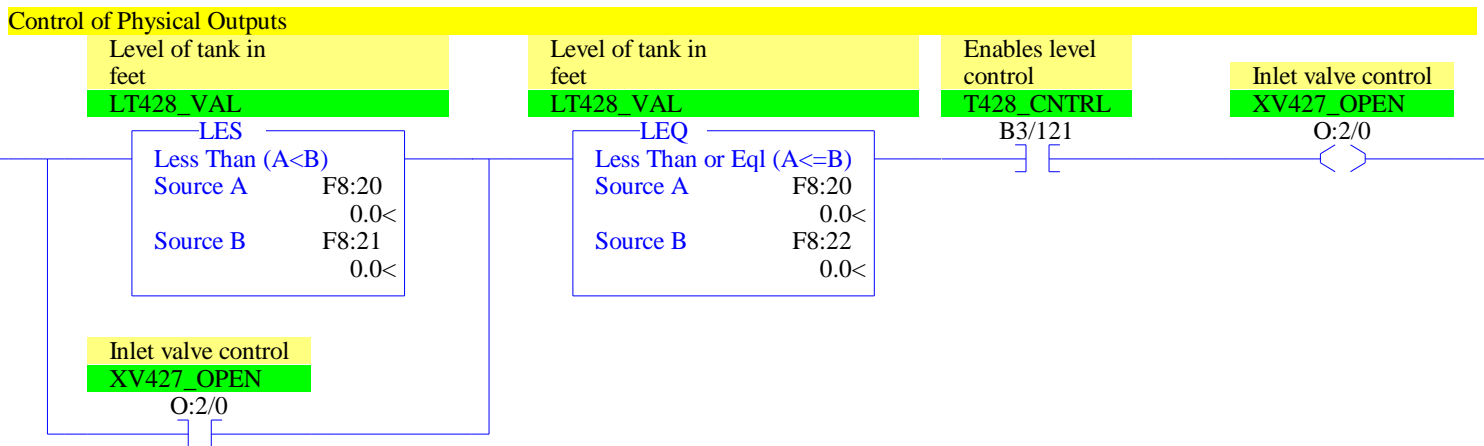 Control of Physical Outputs
Level of tank in
feet
LT428_VAL
LES
Less Than (A<B)
Source A F8:20
0.0<
Source B F8:21
0.0<
Level of tank in
feet
LT428_VAL
LEQ
Less Than or Eql (A<=B)
Source A F8:20
0.0<
Source B F8:22
0.0<
Enables level
control
T428_CNTRL
B3/121
Inlet valve control
XV427_OPEN
O:2/0
Inlet valve control
XV427_OPEN
O:2/0